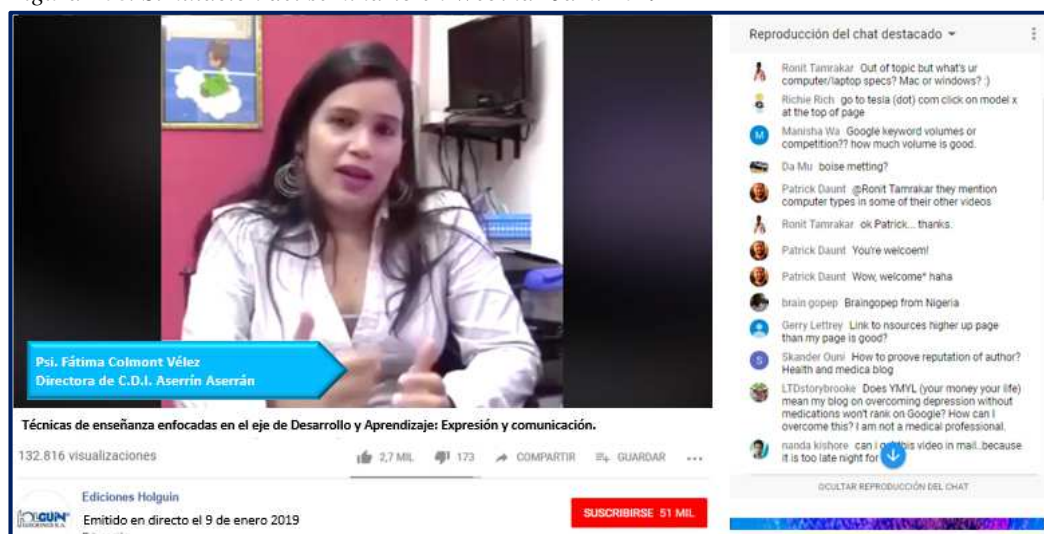 Psi. Fátima Colmont Vélez
Directora de C.D.I. Aserrín Aserrán
Técnicas de enseñanza enfocadas en el eje de Desarrollo y Aprendizaje: Expresión y comunicación.
132.816 visualizaciones
2,7 MIL
173
COMPARTIR
GUARDAR
Ediciones Holguin
Emitido en directo el 9 de enero 2019
SUSCRIBIRSE 51 MIL
Reproducción del chat destacado
Ronit Tamrakar Out of topic but what's ur
computer/laptop specs? Mac or windows? :)
Richie Rich go to tesla (dot) com click on model x
at the top of page
M
Manisha Wa Google keyword volumes or
competition?? how much volume is good.
Da Mu boise metting?
Patrick Daunt @Ronit Tamrakar they mention
computer types in some of their other videos
Ronit Tamrakar ok Patrick... thanks.
Patrick Daunt You're welcoem!
Patrick Daunt Wow, welcome* haha
brain gopep Braingopep from Nigeria
Gerry Lettrey Link to nsources higher up page
than my page is good?
S
Skander Ouni How to proove reputation of author?
Health and medica blog
LTDstorybrooke Does YMYL (your money your life)
mean my blog on overcoming depression without
medications won't rank on Google? How can I
overcome this? I am not a medical professional.
nanda kishore can i this video in mail..because
it is too late night for
OCULTAR REPRODUCCIÓN DEL CHAT